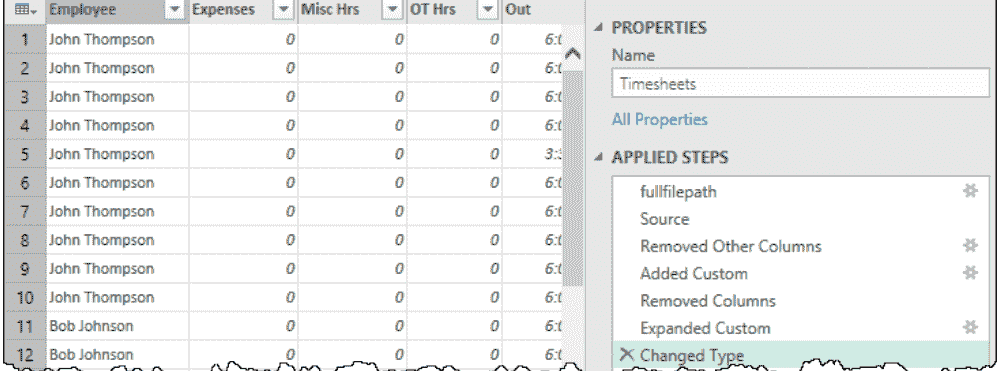 Employee Expenses Misc Hrs OT Hrs Out
1 John Thompson 0 0 0
2 John Thompson 0 0 0
3 John Thompson 0 0 0
4 John Thompson 0 0 0
5 John Thompson 0 0 0
6 John Thompson 0 0 0
7 John Thompson 0 0 0
8 John Thompson 0 0 0
9 John Thompson 0 0 0
10 John Thompson 0 0 0
11 Bob Johnson 0 0 0
12 Bob Johnson 0 0 0
PROPERTIES
Name
Timesheets
All Properties
APPLIED STEPS
fullfilepath
Source
Removed Other Columns
Added Custom
Removed Columns
Expanded Custom
Changed Type